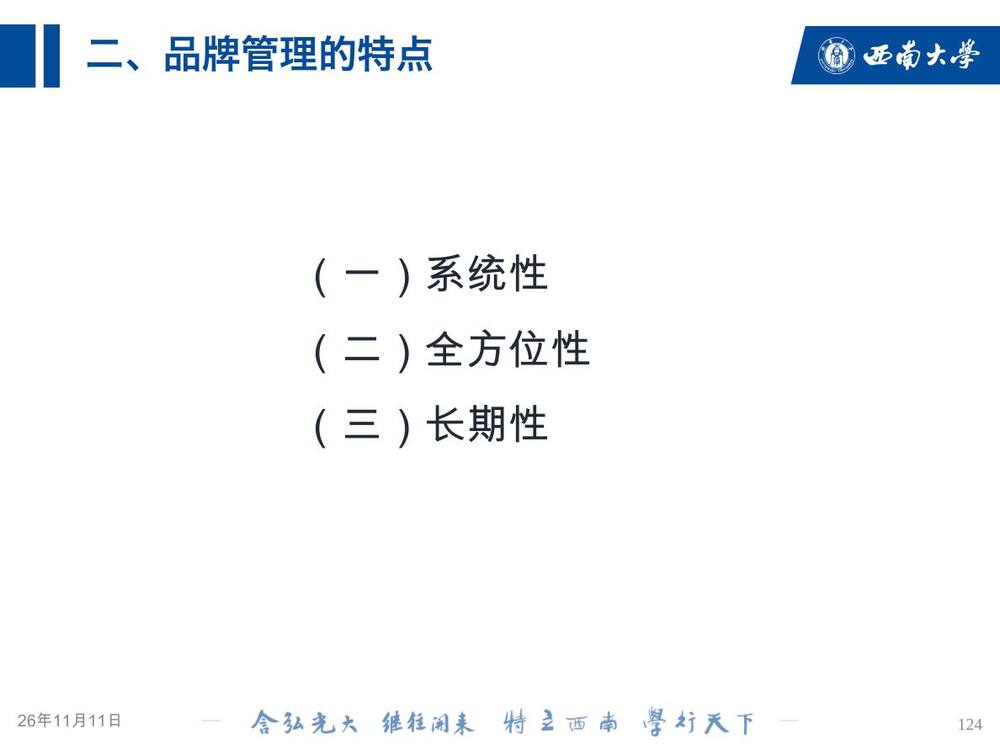 二、品牌管理的特点
西南大學
（一）系统性
（二）全方位性
（三）长期性
26年11月11日
含弘光大 继往开来 特立西南 學行天下
124